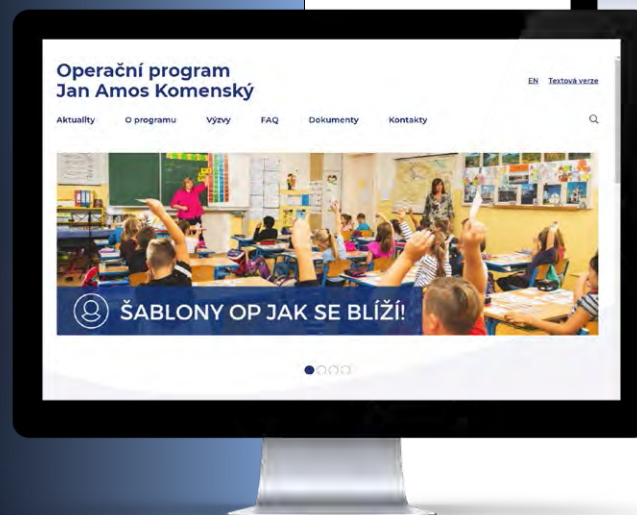 Operační program
Jan Amos Komenský
EN Textová verze
Aktuality O programu Výzvy FAQ Dokumenty Kontakty
ŠABLONY OP JAK SE BLÍŽÍ!